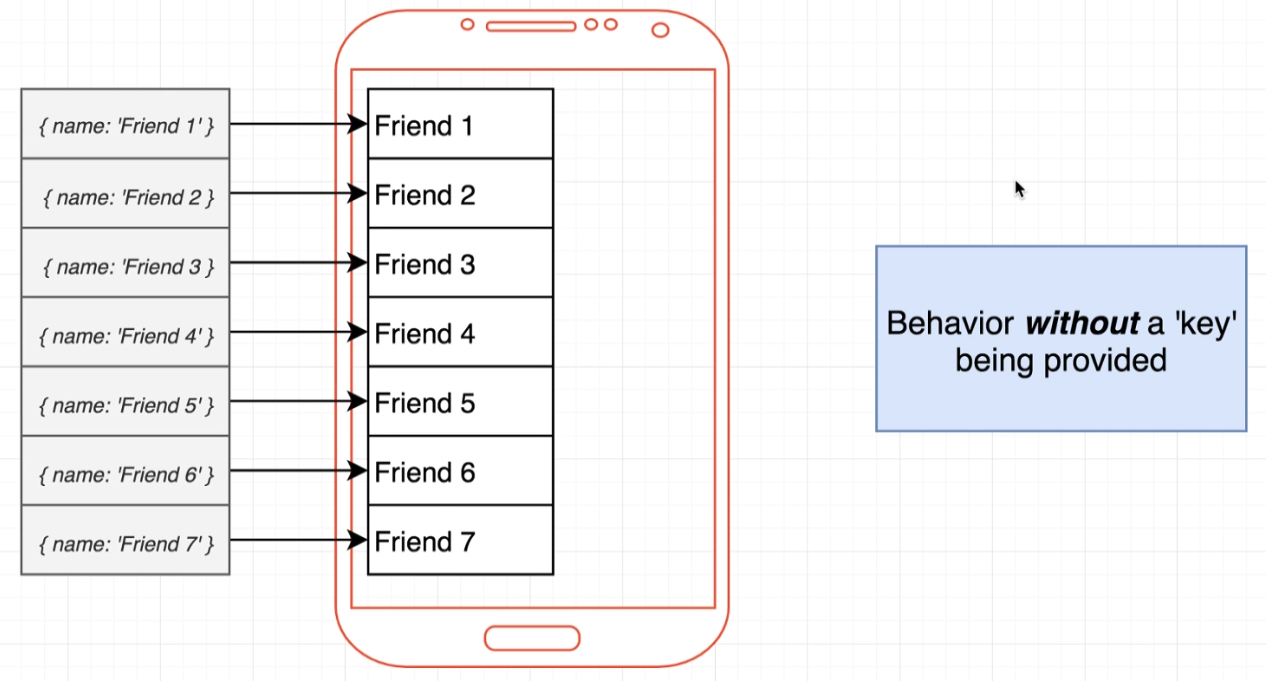 { name: 'Friend 1' }
{ name: 'Friend 2 }
{ name: 'Friend 3 }
{ name: 'Friend 4' }
{ name: 'Friend 5' }
{ name: 'Friend 6' }
{ name: 'Friend 7' }
Friend 1
Friend 2
Friend 3
Friend 4
Friend 5
Friend 6
Friend 7
Behavior without a 'key'
being provided